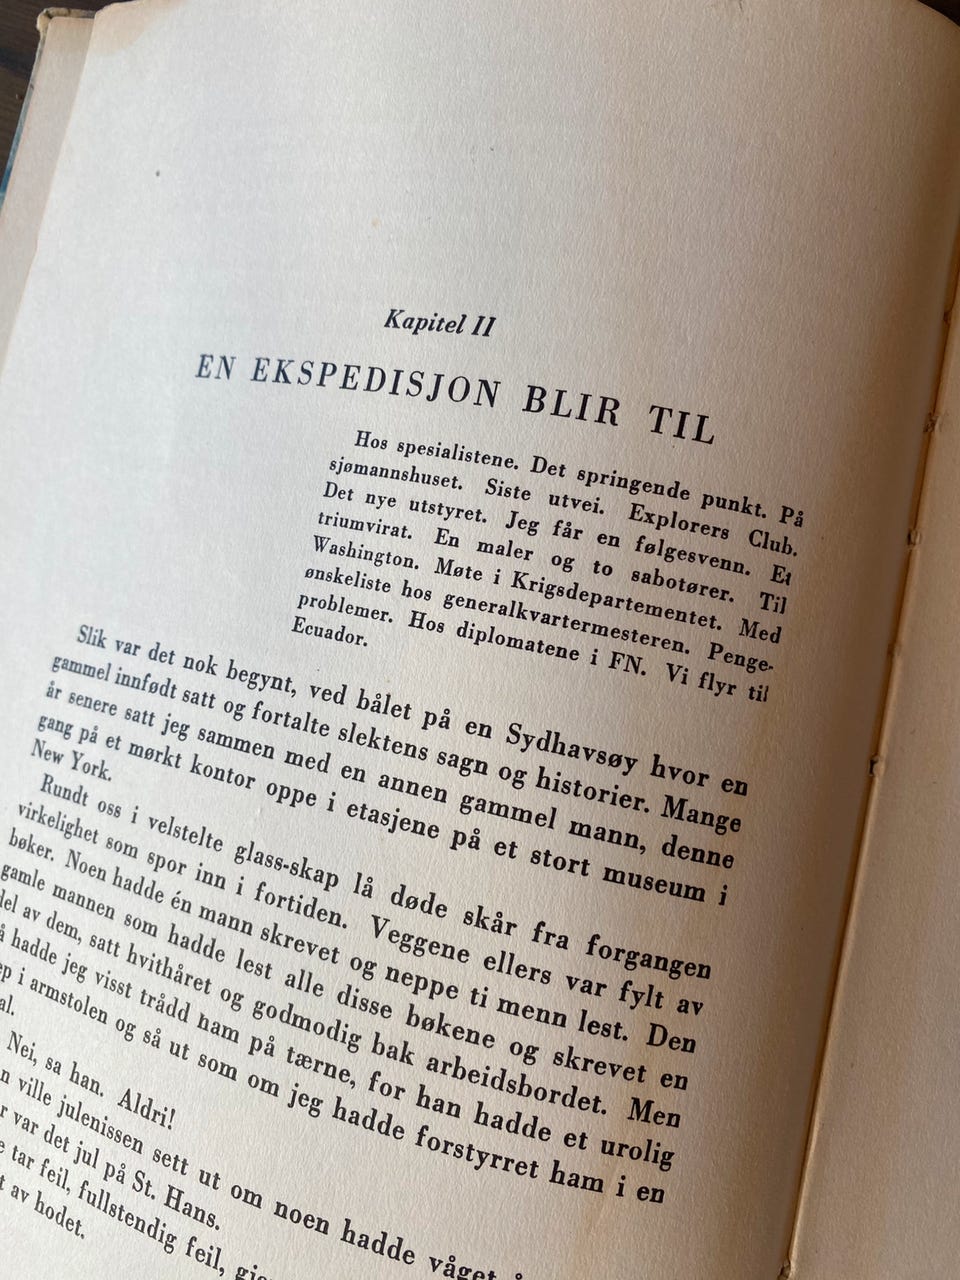 Kapitel II
EN EKSPEDISJON BLIR TIL
Hos spesialistene. Det springende punkt. På
sjømannshuset. Siste utvei. Explorers Club.
Det nye utstyret. Jeg får en følgesvenn. Et
triumvirat. En maler og to sabotører. Til
Washington. Møte i Krigsdepartementet. Med
ønskeliste hos generalkvartermesteren. Penge-
problemer. Hos diplomatene i FN. Vi flyr til
Ecuador.
Slik var det nok begynt, ved bålet på en Sydhavsøy hvor en
gammel innfødt satt og fortalte slektens sagn og historier. Mange
år senere satt jeg sammen med en annen gammel mann, denne
gang på et mørkt kontor oppe i etasjene på et stort museum i
New York.
Rundt oss i velstelte glass-skap lå døde skår fra forgangen
virkelighet som spor inn i fortiden. Veggene ellers var fylt av
bøker. Noen hadde én mann skrevet og neppe ti menn lest. Den
gamle mannen som hadde lest alle disse bøkene og skrevet en
del av dem, satt hvithåret og godmodig bak arbeidsbordet. Men
hadde jeg visst trådd ham på tærne, for han hadde et urolig
i armstolen og så ut som om jeg hadde forstyrret ham i en
Nei, sa han. Aldri!
ville julenissen sett ut om noen hadde våget
var det jul på St. Hans.
tar feil, fullstendig feil,
av hodet.